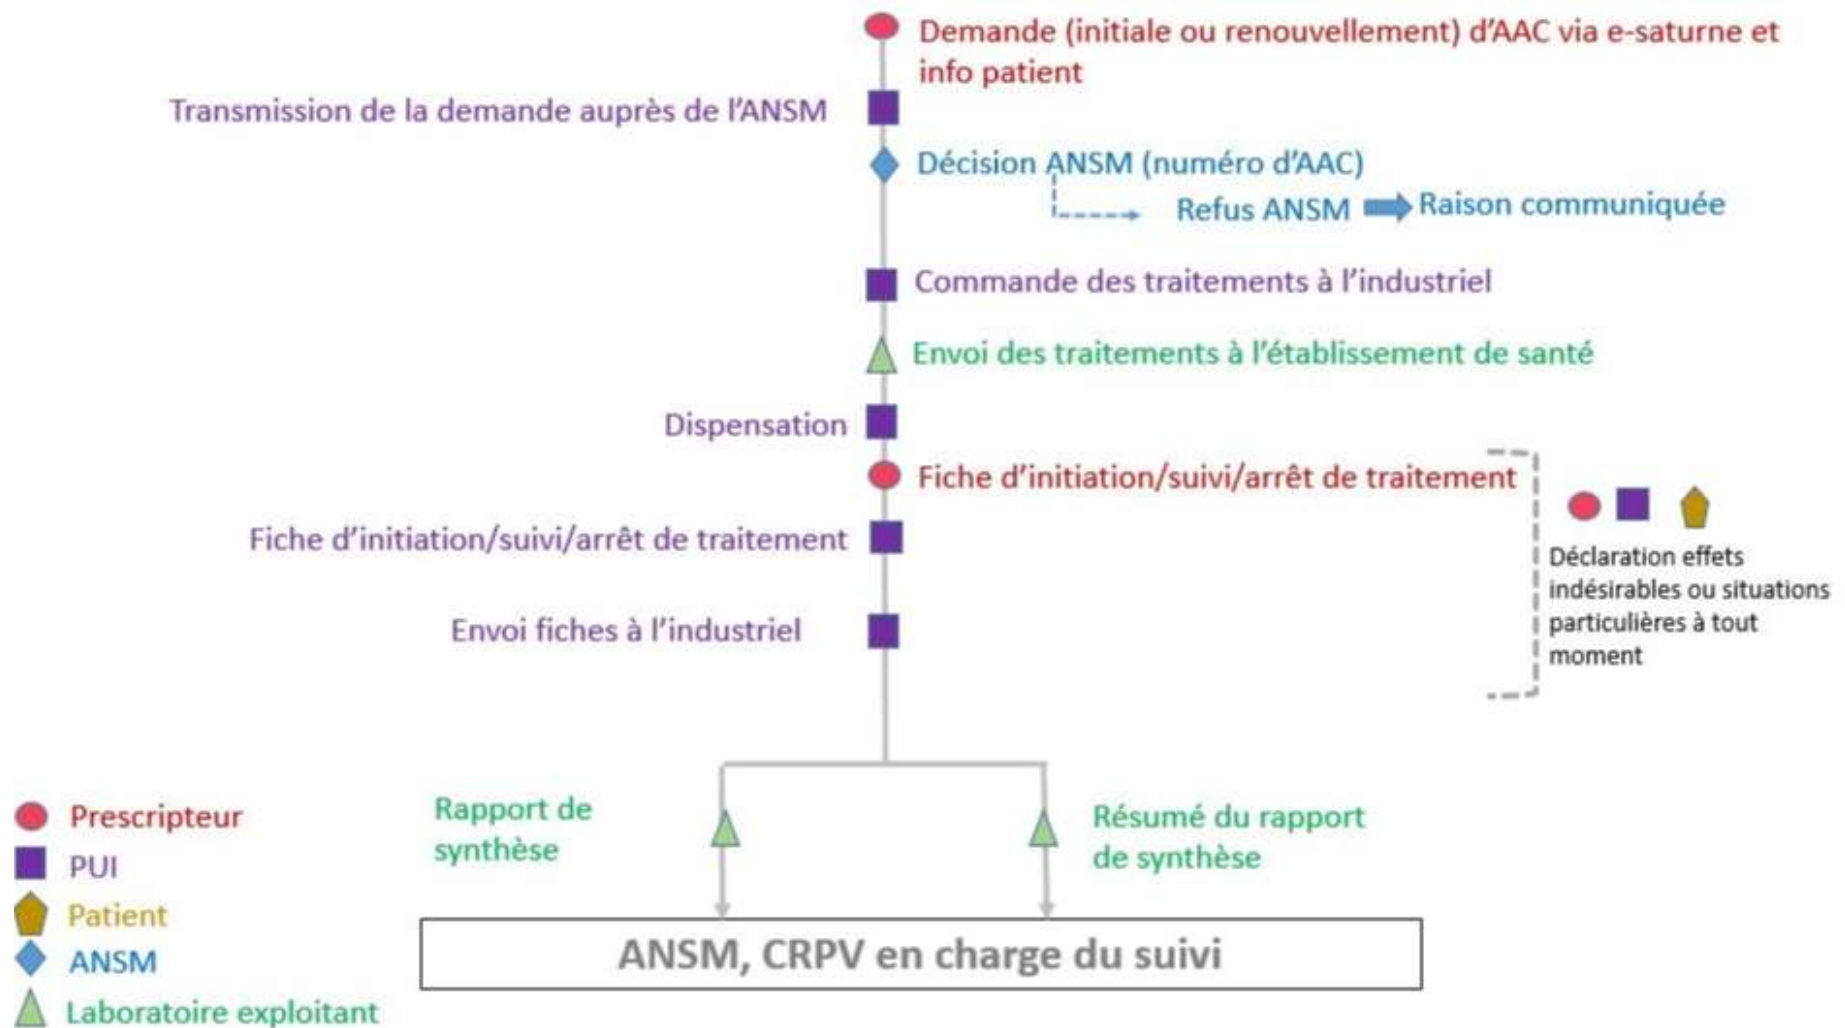 Demande (initiale ou renouvellement) d'AAC via e-saturne et
info patient
Transmission de la demande auprès de l'ANSM
Décision ANSM (numéro d'AAC)
Refus ANSM
Raison communiquée
Commande des traitements à l'industriel
Envoi des traitements à l'établissement de santé
Dispensation
Fiche d'initiation/suivi/arrêt de traitement
Fiche d'initiation/suivi/arrêt de traitement
Déclaration effets
indésirables ou situations
particulières à tout
moment
Envoi fiches à l'industriel
Rapport de
synthèse
Résumé du rapport
de synthèse
Prescripteur
PUI
Patient
ANSM
Laboratoire exploitant
ANSM, CRPV en charge du suivi